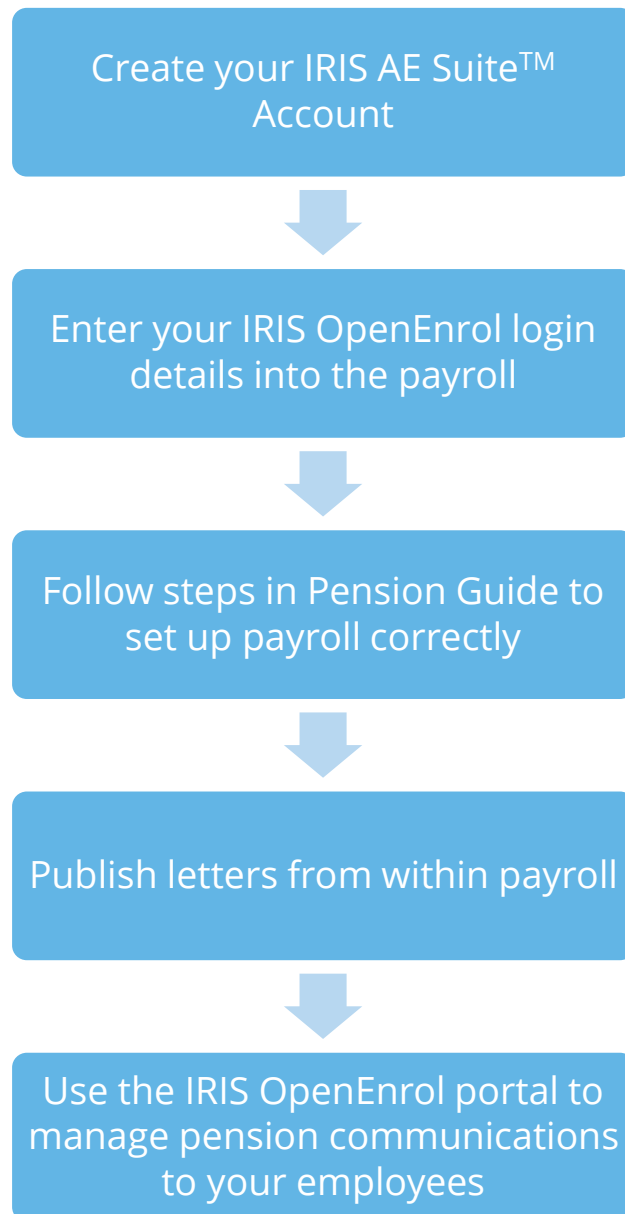 Create your IRIS AE Suite™
Account
Enter your IRIS OpenEnrol login
details into the payroll
Follow steps in Pension Guide to
set up payroll correctly
Publish letters from within payroll
Use the IRIS OpenEnrol portal to
manage pension communications
to your employees